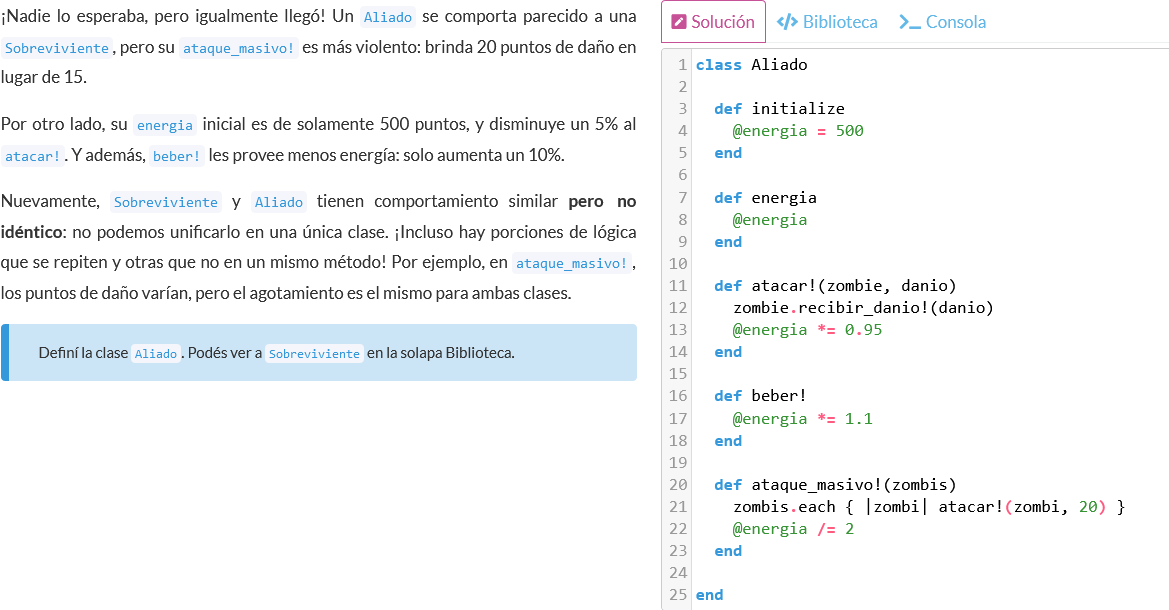 ¡Nadie lo esperaba, pero igualmente llegó! Un Aliado se comporta parecido a una
Sobreviviente, pero su ataque_masivo! es más violento: brinda 20 puntos de daño en
lugar de 15.
Por otro lado, su energia inicial es de solamente 500 puntos, y disminuye un 5% al
atacar!. Y además, beber! les provee menos energía: solo aumenta un 10%.
Nuevamente, Sobreviviente y Aliado tienen comportamiento similar pero no
idéntico: no podemos unificarlo en una única clase. ¡Incluso hay porciones de lógica
que se repiten y otras que no en un mismo método! Por ejemplo, en ataque_masivo!,
los puntos de daño varían, pero el agotamiento es el mismo para ambas clases.
Definí la clase Aliado. Podés ver a Sobreviviente en la solapa Biblioteca.
Solución </> Biblioteca >_ Consola
1 class Aliado
2
3 def initialize
4 @energia = 500
5 end
6
7 def energia
8 @energia
9 end
10
11 def atacar!(zombie, danio)
12 zombie.recibir_danio!(danio)
13 @energia *= 0.95
14 end
15
16 def beber!
17 @energia *= 1.1
18 end
19
20 def ataque_masivo!(zombis)
21 zombis.each { |zombi| atacar!(zombi, 20) }
22 @energia /= 2
23 end
24
25 end